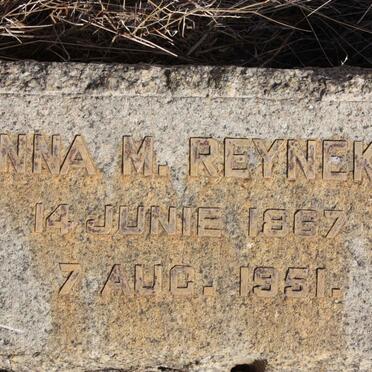 NNA M. REYNEK
14 JUNIE 1867
7 AUG. 1951.